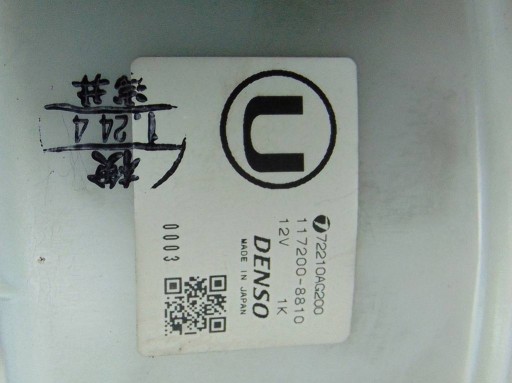 U
72210AG200
117200-8810
12V 1K
DENSO
MADE IN JAPAN
0003
検
1.24.4